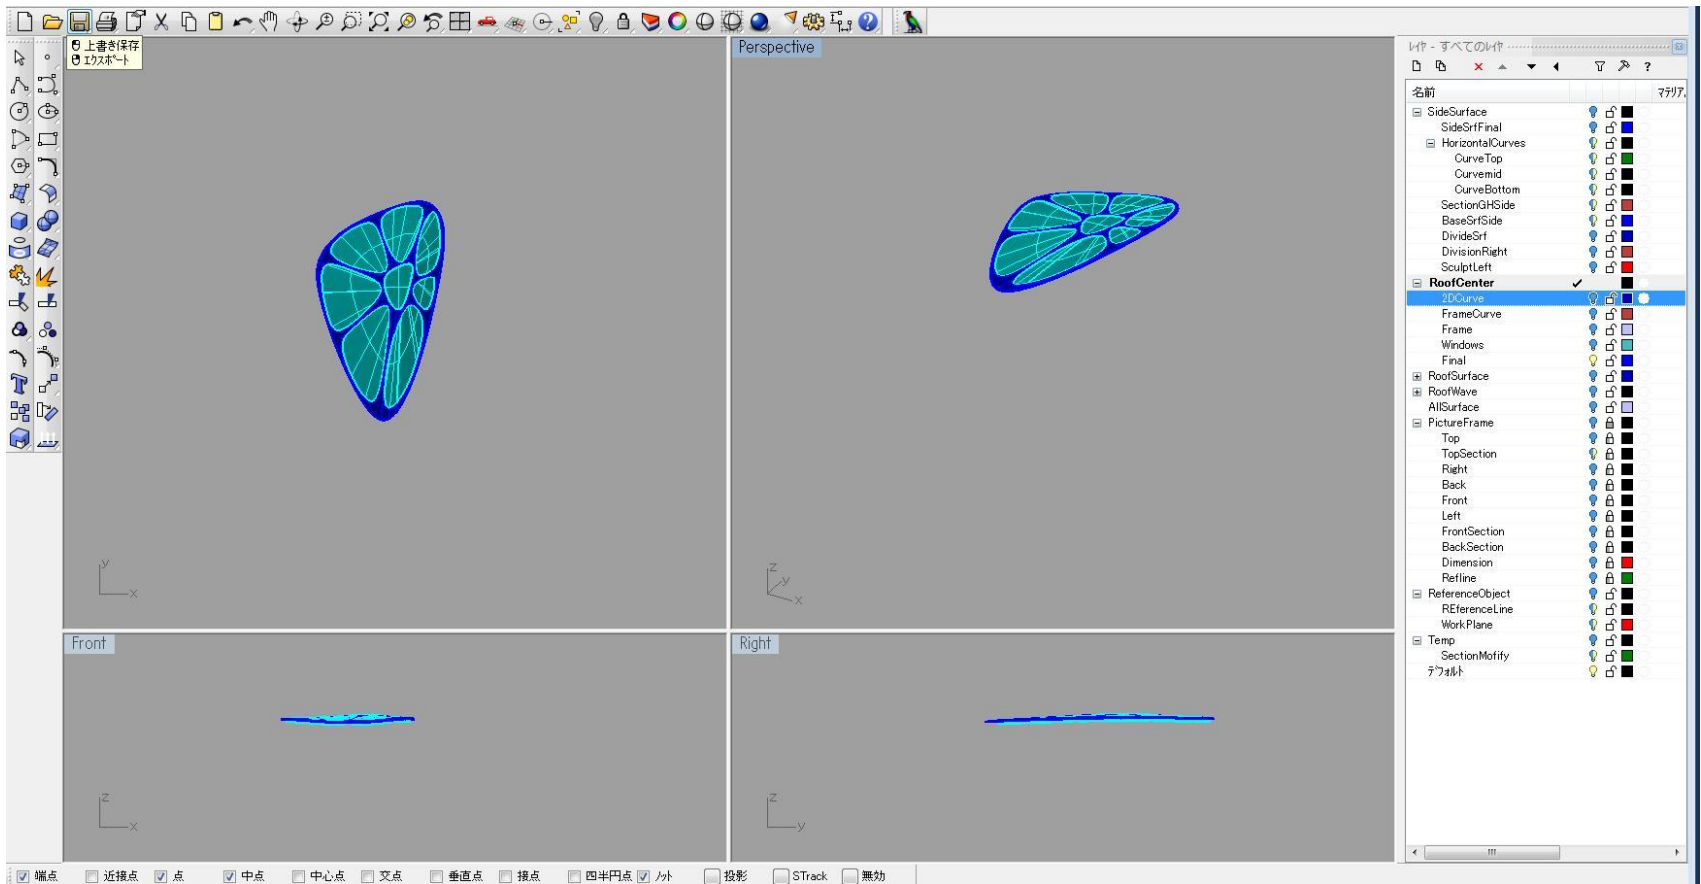 上書き保存
エクスポート
Perspective
y
x
z
y
x
Front
z
x
Right
z
y
レイヤ - すべてのレイヤ
?
名前
マテリア.
SideSurface
SideSrfFinal
HorizontalCurves
CurveTop
Curvemid
CurveBottom
SectionGHSide
BaseSrfSide
DivideSrf
DivisionRight
SculptLeft
RoofCenter
2DCurve
FrameCurve
Frame
Windows
Final
RoofSurface
RoofWave
AllSurface
PictureFrame
Top
TopSection
Right
Back
Front
Left
FrontSection
BackSection
Dimension
Refline
ReferenceObject
REferenceLine
WorkPlane
Temp
SectionMofify
デフォルト
端点 近接点 点 中点 中心点 交点 垂直点 接点 四半円点 ノット 投影 STrack 無効